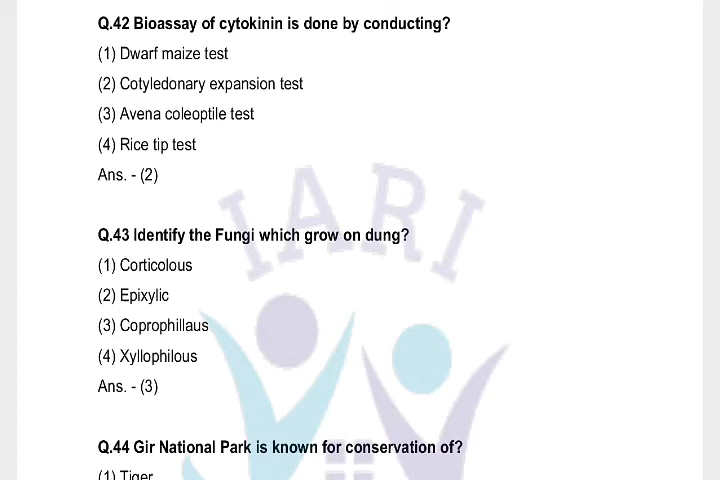 Q.42 Bioassay of cytokinin is done by conducting?
(1) Dwarf maize test
(2) Cotyledonary expansion test
(3) Avena coleoptile test
(4) Rice tip test
Ans. - (2)
IARI
Q.43 Identify the Fungi which grow on dung?
(1) Corticolous
(2) Epixylic
(3) Coprophillaus
(4) Xyllophilous
Ans. - (3)
Q.44 Gir National Park is known for conservation of?
(1) Tiger